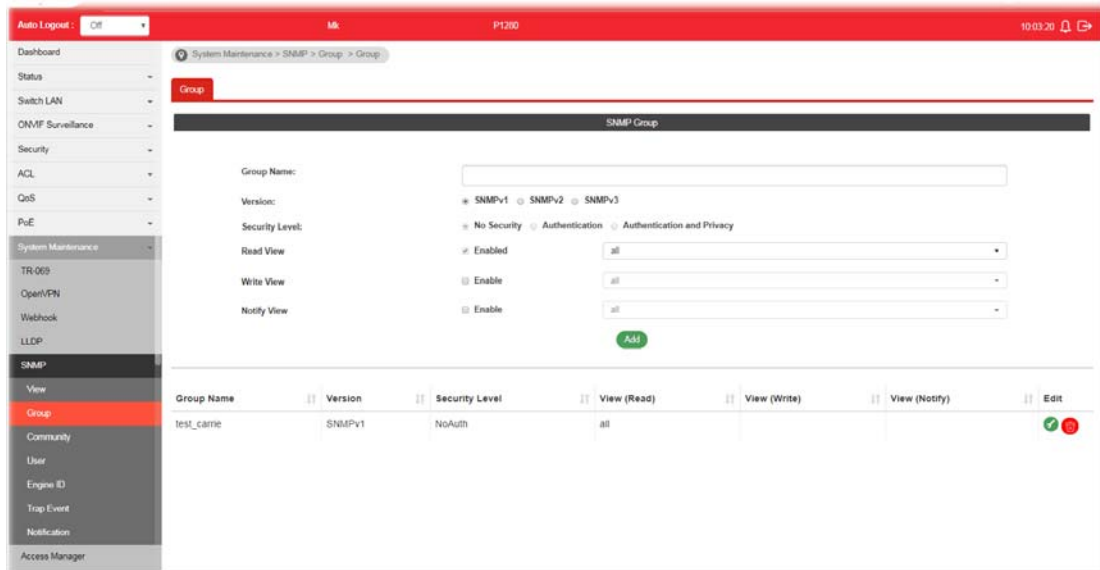 Auto Logout : Off Mk P1280 10:03:20
Dashboard
Status
Switch LAN
ONVIF Surveillance
Security
ACL
QoS
PoE
System Maintenance
TR-069
OpenVPN
Webhook
LLDP
SNMP
View
Group
Community
User
Engine ID
Trap Event
Notification
Access Manager
System Maintenance > SNMP > Group > Group
Group
SNMP Group
Group Name:
Version: SNMPv1 SNMPv2 SNMPv3
Security Level: No Security Authentication Authentication and Privacy
Read View Enabled all
Write View Enable all
Notify View Enable all
Add
Group Name Version Security Level View (Read) View (Write) View (Notify) Edit
test_carrie SNMPv1 NoAuth all